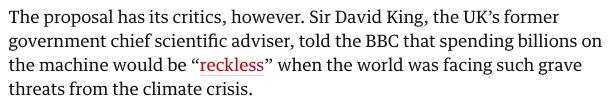 The proposal has its critics, however. Sir David King, the UK’s former
government chief scientific adviser, told the BBC that spending billions on
the machine would be “reckless” when the world was facing such grave
threats from the climate crisis.